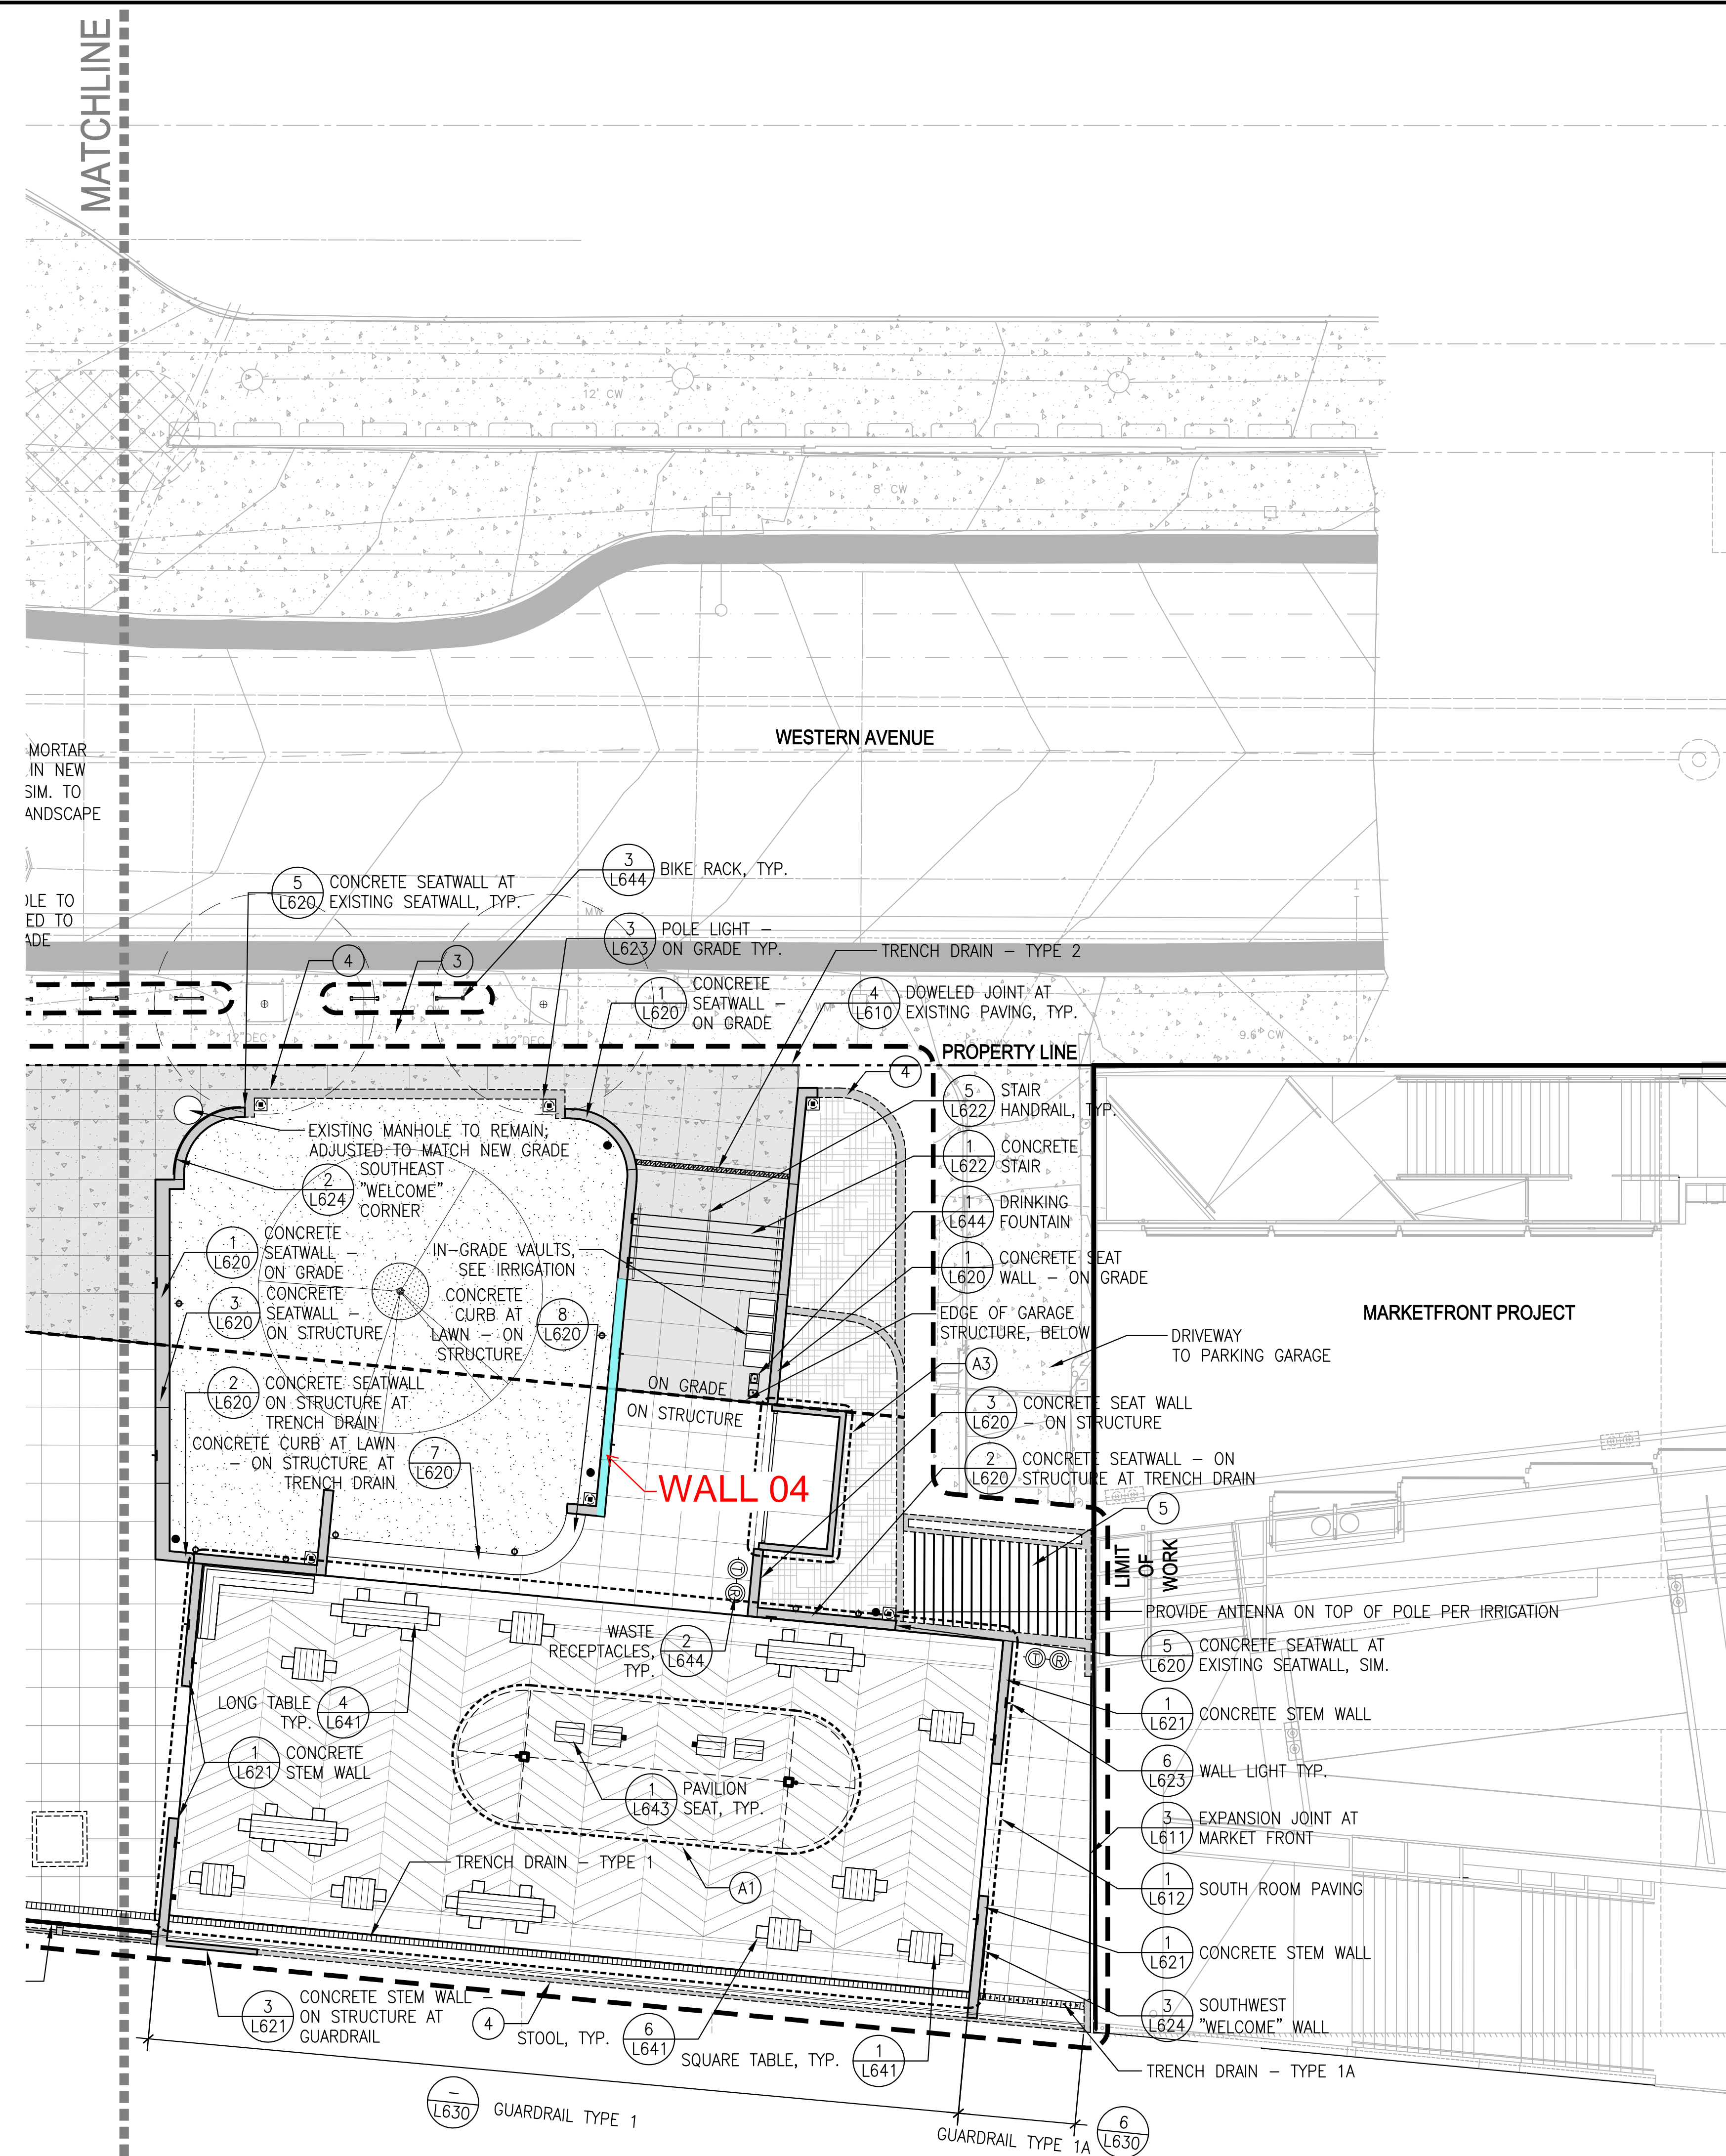 MATCHLINE
12' CW
8' CW
WESTERN AVENUE
MORTAR
IN NEW
SIM. TO
ANDSCAPE
OLE TO
ED TO
ADE
5
L620
CONCRETE SEATWALL AT
EXISTING SEATWALL, TYP.
3
L644
BIKE RACK, TYP.
MW
3
L623
POLE LIGHT –
ON GRADE TYP.
TRENCH DRAIN – TYPE 2
4
3
1
L620
CONCRETE
SEATWALL –
ON GRADE
4
L610
DOWELED JOINT AT
EXISTING PAVING, TYP.
12"DEC
12"DEC
9.6' CW
PROPERTY LINE
4
5
L622
STAIR
HANDRAIL, TYP.
EXISTING MANHOLE TO REMAIN;
ADJUSTED TO MATCH NEW GRADE
2
L624
SOUTHEAST
"WELCOME"
CORNER
1
L622
CONCRETE
STAIR
1
L644
DRINKING
FOUNTAIN
1
L620
CONCRETE
SEATWALL –
ON GRADE
IN-GRADE VAULTS,
SEE IRRIGATION
1
L620
CONCRETE SEAT
WALL – ON GRADE
3
L620
CONCRETE
SEATWALL –
ON STRUCTURE
CONCRETE
CURB AT
LAWN – ON
STRUCTURE
8
L620
EDGE OF GARAGE
STRUCTURE, BELOW
MARKETFRONT PROJECT
DRIVEWAY
TO PARKING GARAGE
A3
2
L620
CONCRETE SEATWALL
ON STRUCTURE AT
TRENCH DRAIN
ON GRADE
ON STRUCTURE
3
L620
CONCRETE SEAT WALL
– ON STRUCTURE
CONCRETE CURB AT LAWN
– ON STRUCTURE AT
TRENCH DRAIN
7
L620
2
L620
CONCRETE SEATWALL – ON
STRUCTURE AT TRENCH DRAIN
WALL 04
5
LIMIT
OF
WORK
T
R
PROVIDE ANTENNA ON TOP OF POLE PER IRRIGATION
WASTE
RECEPTACLES,
TYP.
2
L644
T
R
5
L620
CONCRETE SEATWALL AT
EXISTING SEATWALL, SIM.
LONG TABLE
TYP.
4
L641
1
L621
CONCRETE STEM WALL
1
L621
CONCRETE
STEM WALL
1
L643
PAVILION
SEAT, TYP.
6
L623
WALL LIGHT TYP.
3
L611
EXPANSION JOINT AT
MARKET FRONT
TRENCH DRAIN – TYPE 1
A1
1
L612
SOUTH ROOM PAVING
1
L621
CONCRETE STEM WALL
3
L621
CONCRETE STEM WALL –
ON STRUCTURE AT
GUARDRAIL
4
STOOL, TYP.
6
L641
SQUARE TABLE, TYP.
1
L641
3
L624
SOUTHWEST
"WELCOME" WALL
TRENCH DRAIN – TYPE 1A
–
L630
GUARDRAIL TYPE 1
GUARDRAIL TYPE 1A
6
L630